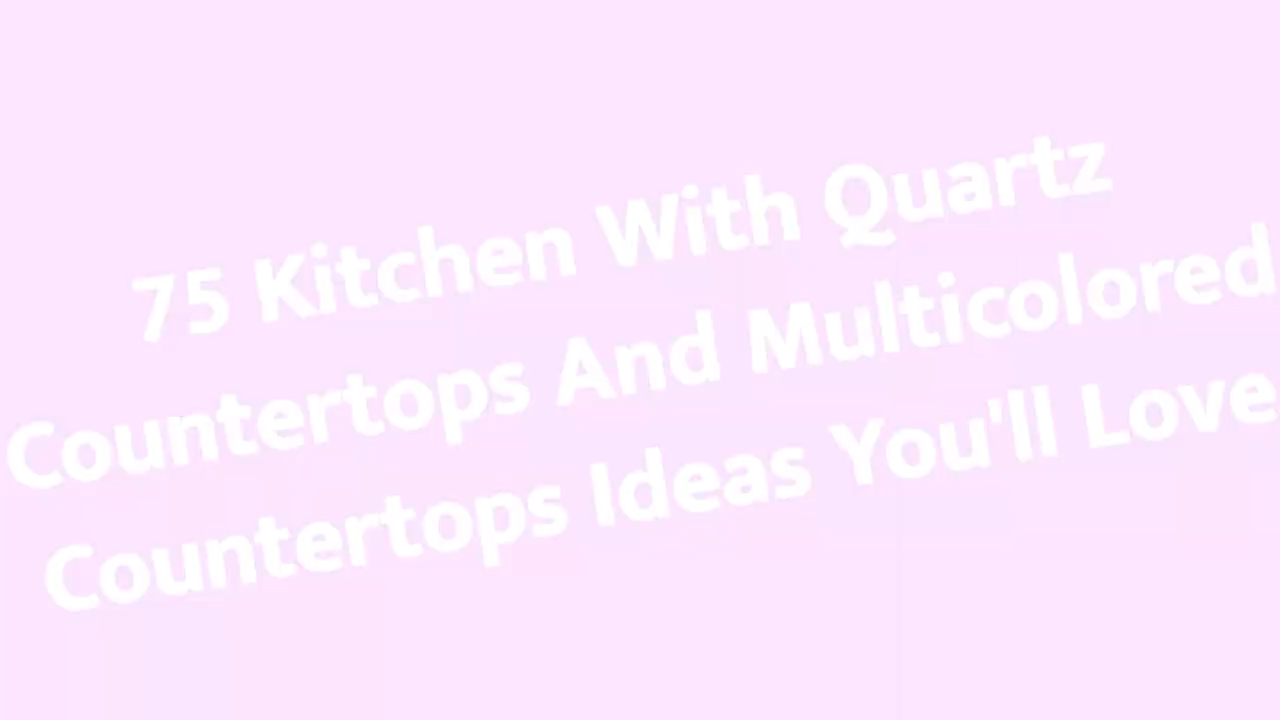 75 Kitchen With Quartz
Countertops And Multicolored
Countertops Ideas You'll Love